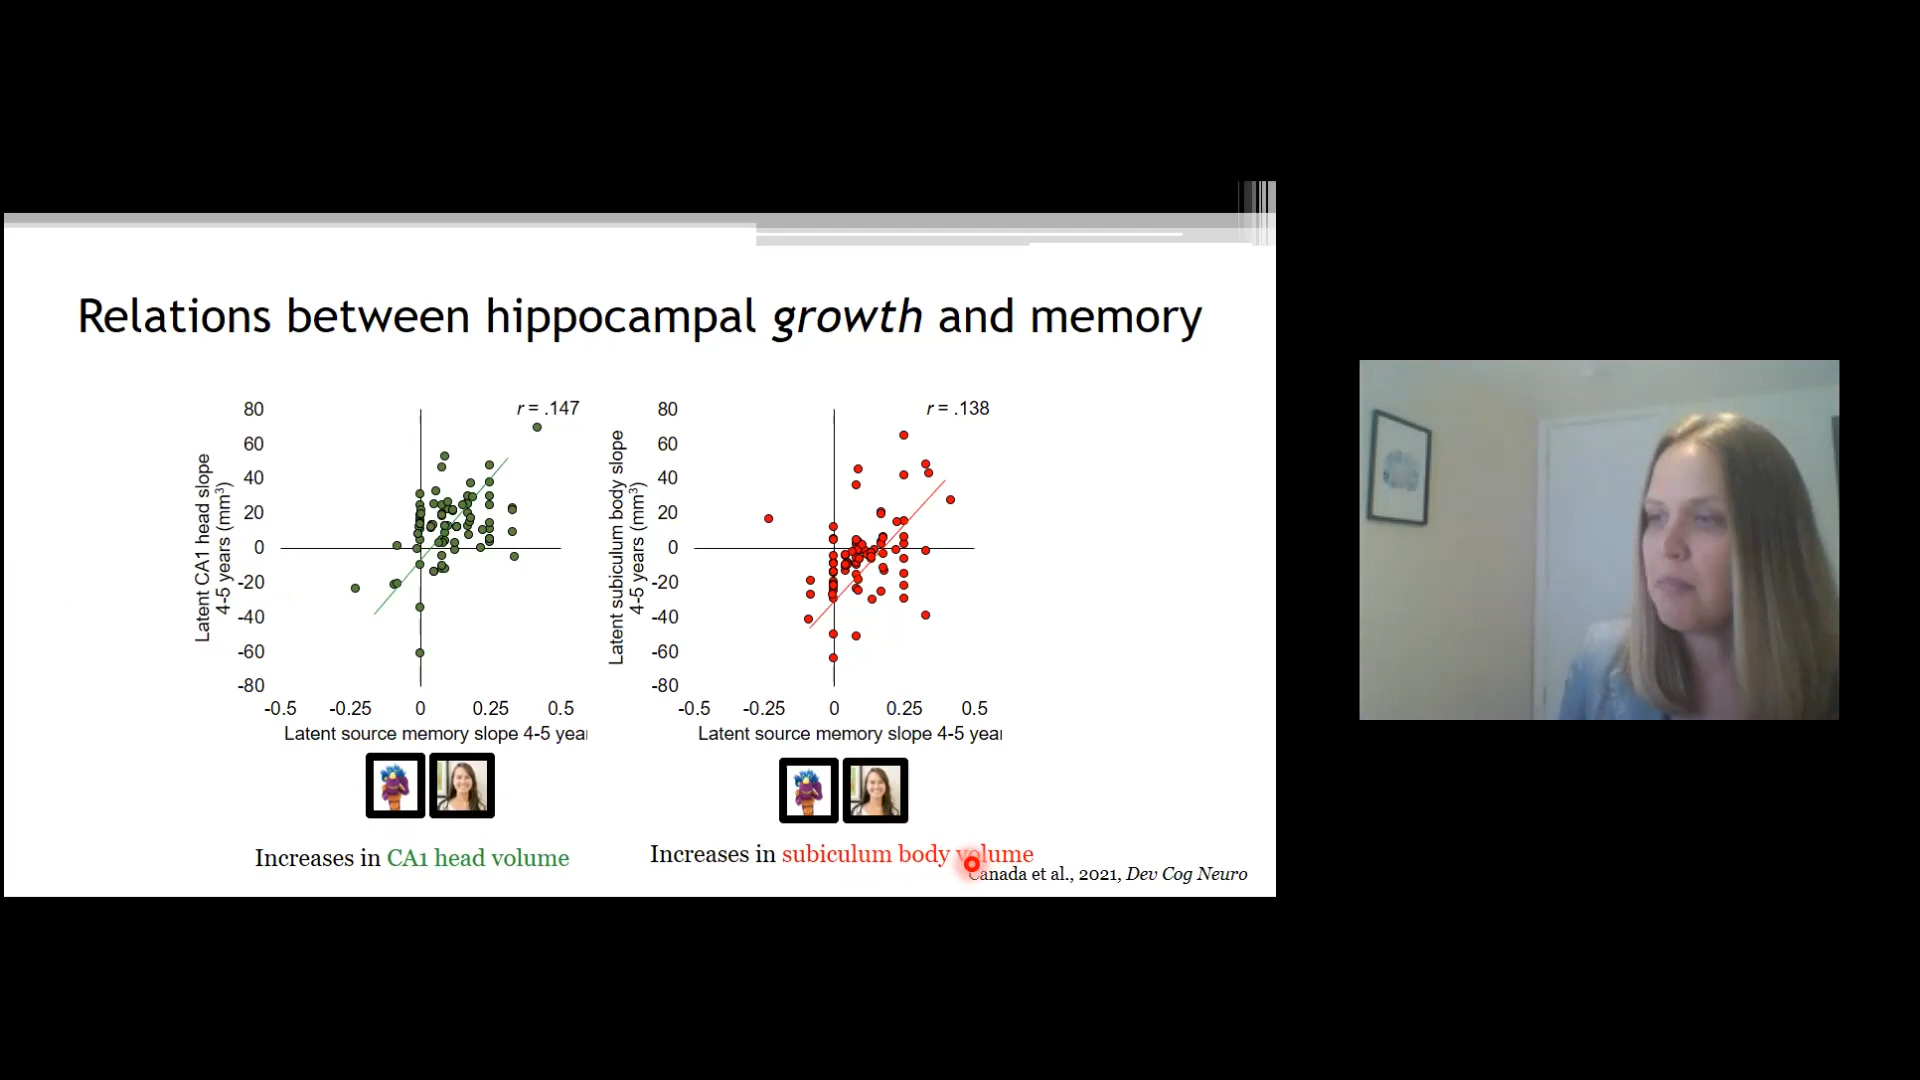 Relations between hippocampal growth and memory
r = .147
80
60
40
20
0
-20
-40
-60
-80
Latent CA1 head slope
4-5 years (mm³)
-0.5 -0.25 0 0.25 0.5
Latent source memory slope 4-5 year
Increases in CA1 head volume
r = .138
80
60
40
20
0
-20
-40
-60
-80
Latent subiculum body slope
4-5 years (mm³)
-0.5 -0.25 0 0.25 0.5
Latent source memory slope 4-5 year
Increases in subiculum body volume
Canada et al., 2021, Dev Cog Neuro